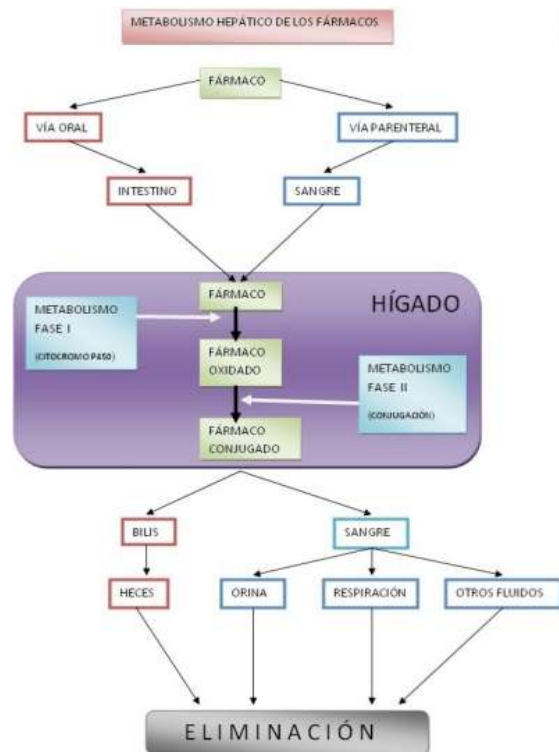 METABOLISMO HEPÁTICO DE LOS FÁRMACOS
FÁRMACO
VÍA ORAL
VÍA PARENTERAL
INTESTINO
SANGRE
HÍGADO
FÁRMACO
METABOLISMO
FASE I
(CITOCROMO P450)
FÁRMACO
OXIDADO
METABOLISMO
FASE II
(CONJUGACIÓN)
FÁRMACO
CONJUGADO
BILIS
SANGRE
HECES
ORINA
RESPIRACIÓN
OTROS FLUIDOS
ELIMINACIÓN